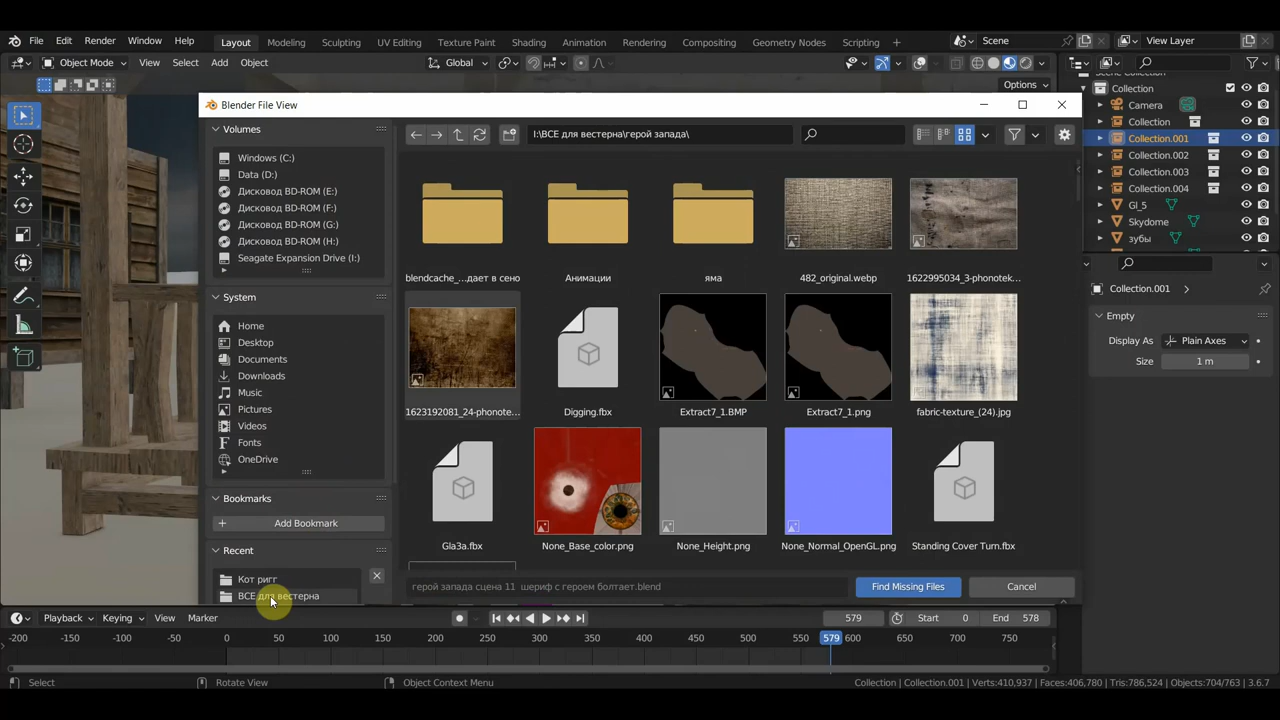 File Edit Render Window Help Layout Modeling Sculpting UV Editing Texture Paint Shading Animation Rendering Compositing Geometry Nodes Scripting + Scene View Layer
Object Mode View Select Add Object Global
Options
Blender File View
Volumes
Windows (C:)
Data (D:)
Дисковод BD-ROM (E:)
Дисковод BD-ROM (F:)
Дисковод BD-ROM (G:)
Дисковод BD-ROM (H:)
Seagate Expansion Drive (I:)
System
Home
Desktop
Documents
Downloads
Music
Pictures
Videos
Fonts
OneDrive
Bookmarks
Add Bookmark
Recent
Кот ригг
ВСЕ для вестерна
I:\ВСЕ для вестерна\герой запада\
blendcache_...дает в сено Анимации яма 482_original.webp 1622995034_3-phonotek...
1623192081_24-phonote... Digging.fbx Extract7_1.BMP Extract7_1.png fabric-texture_(24).jpg
Gla3a.fbx None_Base_color.png None_Height.png None_Normal_OpenGL.png Standing Cover Turn.fbx
герой запада сцена 11 шериф с героем болтает.blend Find Missing Files Cancel
Scene Collection
Collection
Camera
Collection
Collection.001
Collection.002
Collection.003
Collection.004
Gl_5
Skydome
зубы
Collection.001
Empty
Display As Plain Axes
Size 1 m
Playback Keying View Marker 579 Start 0 End 578
-200 -150 -100 -50 0 50 100 150 200 250 300 350 400 450 500 550 579 600 650 700 750
Select Rotate View Object Context Menu Collection | Collection.001 | Verts:410,937 | Faces:406,780 | Tris:786,524 | Objects:704/763 | 3.6.7